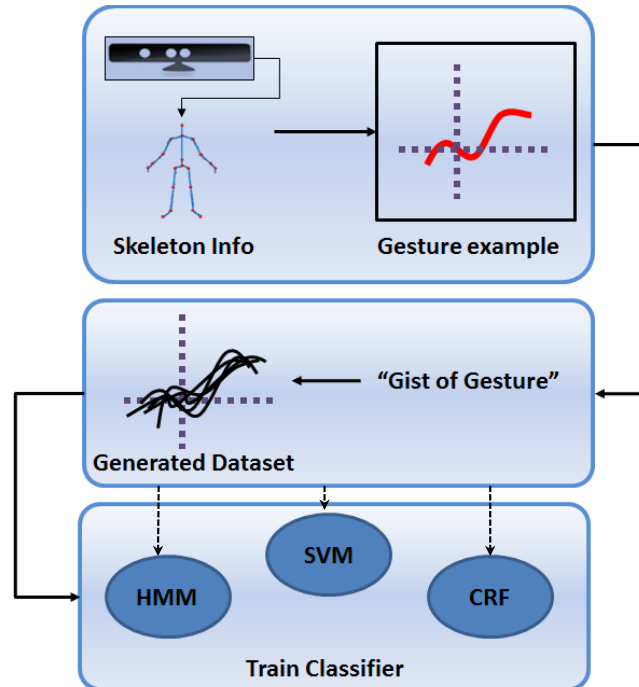 Skeleton Info
Gesture example
“Gist of Gesture”
Generated Dataset
HMM
SVM
CRF
Train Classifier